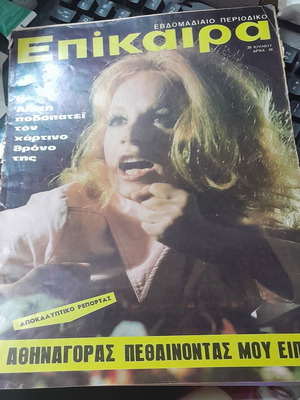 ΕΒΔΟΜΑΔΙΑΙΟ ΠΕΡΙΟΔΙΚΟ
Επίκαιρα
ποδοπατεί
τον
χάρτινο
θρόνο
της
ΑΠΟΚΑΛΥΠΤΙΚΟ ΡΕΠΟΡΤΑΖ
ΑΘΗΝΑΓΟΡΑΣ ΠΕΘΑΙΝΟΝΤΑΣ ΜΟΥ ΕΙΠ